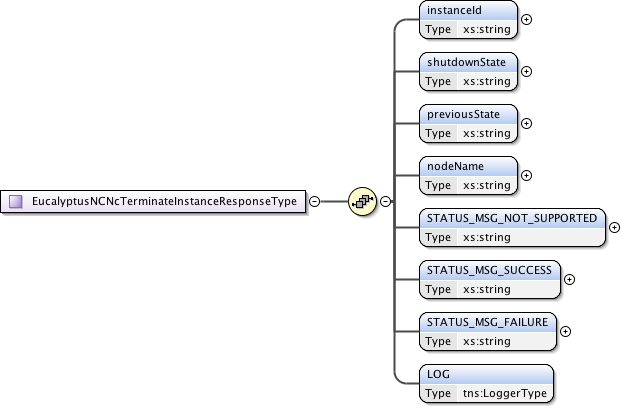 instanceId
Type xs:string
shutdownState
Type xs:string
previousState
Type xs:string
nodeName
Type xs:string
EucalyptusNCNcTerminateInstanceResponseType
STATUS_MSG_NOT_SUPPORTED
Type xs:string
STATUS_MSG_SUCCESS
Type xs:string
STATUS_MSG_FAILURE
Type xs:string
LOG
Type tns:LoggerType